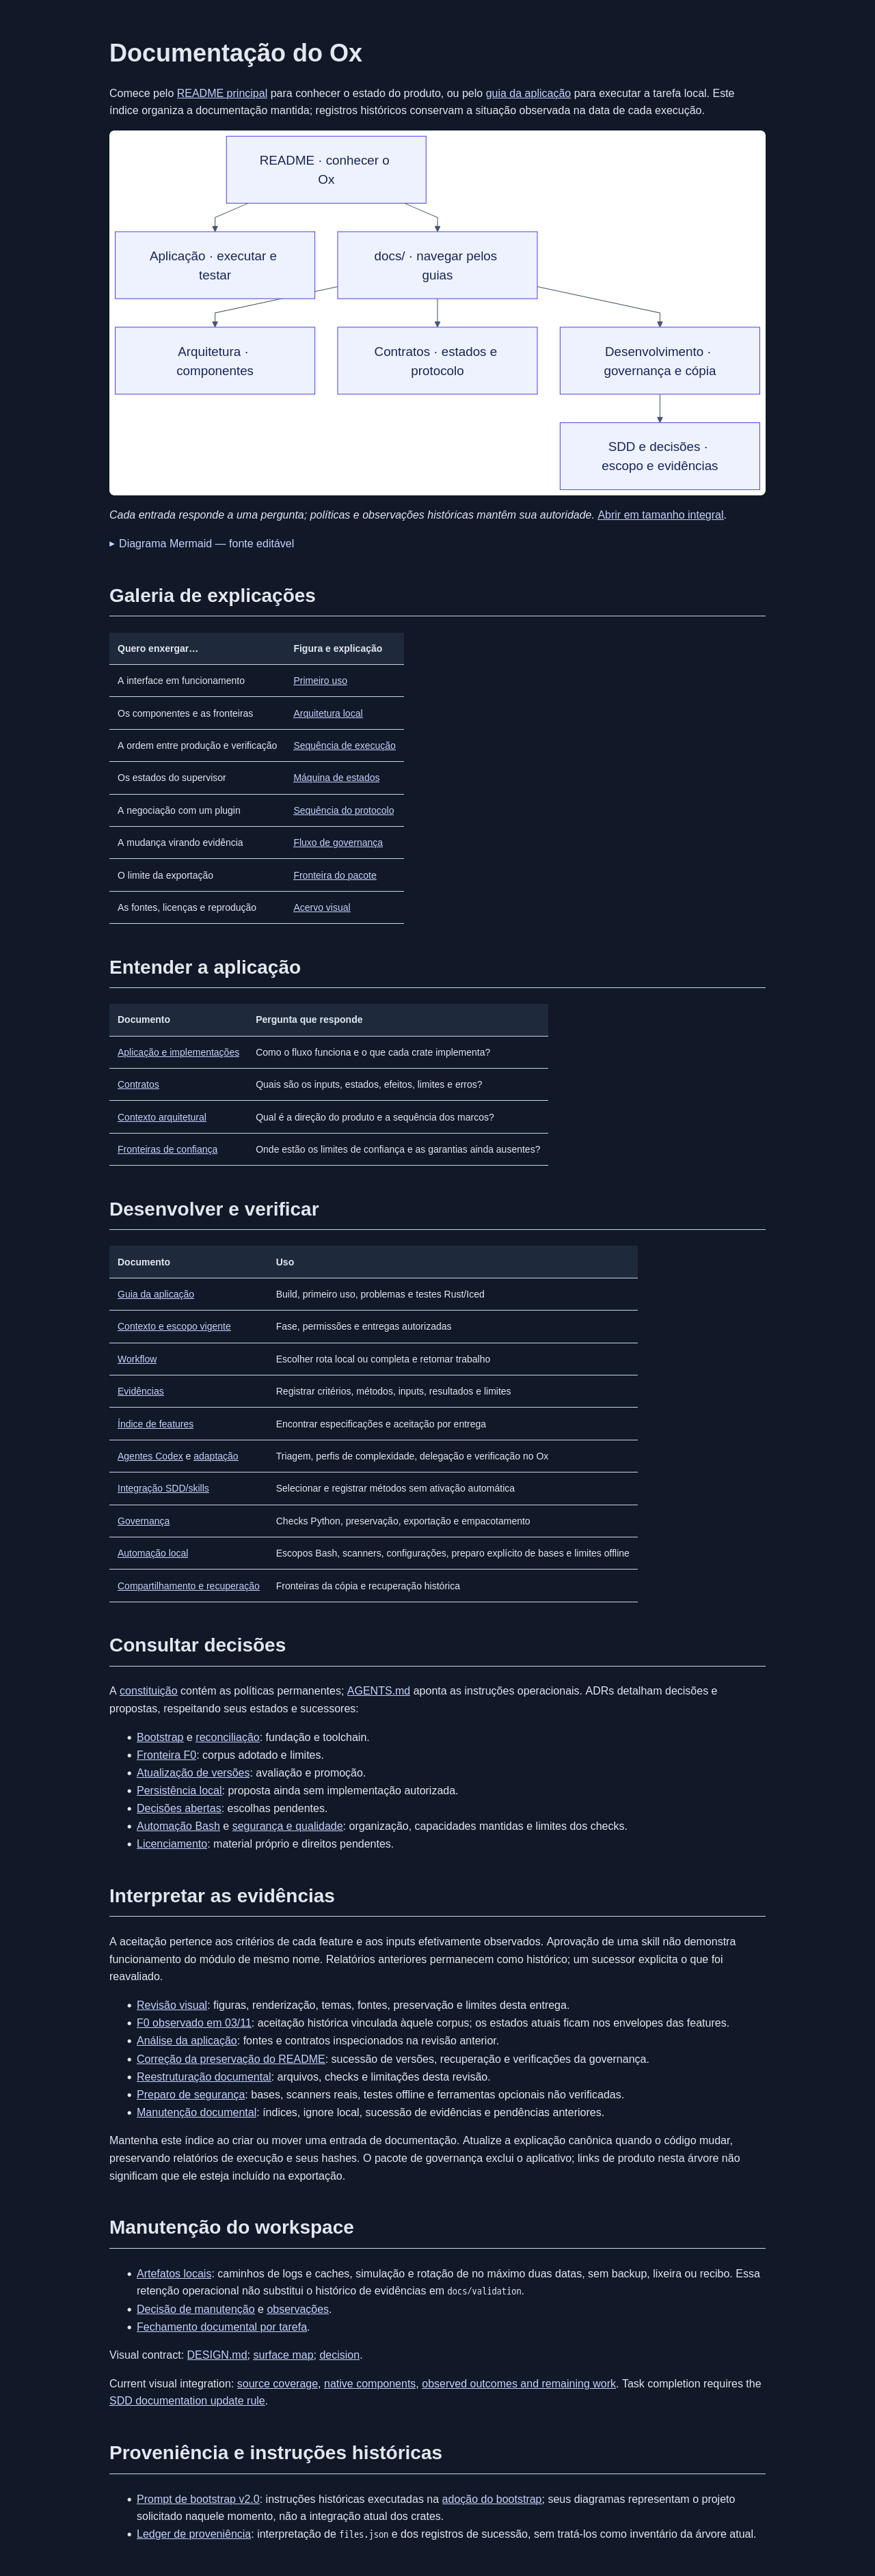 Documentação do Ox
Comece pelo README principal para conhecer o estado do produto, ou pelo guia da aplicação para executar a tarefa local. Este
índice organiza a documentação mantida; registros históricos conservam a situação observada na data de cada execução.
README · conhecer o
Ox
Aplicação · executar e
testar
docs/ · navegar pelos
guias
Arquitetura ·
componentes
Contratos · estados e
protocolo
Desenvolvimento ·
governança e cópia
SDD e decisões ·
escopo e evidências
Cada entrada responde a uma pergunta; políticas e observações históricas mantêm sua autoridade. Abrir em tamanho integral.
▸ Diagrama Mermaid — fonte editável
Galeria de explicações
Quero enxergar… Figura e explicação
A interface em funcionamento Primeiro uso
Os componentes e as fronteiras Arquitetura local
A ordem entre produção e verificação Sequência de execução
Os estados do supervisor Máquina de estados
A negociação com um plugin Sequência do protocolo
A mudança virando evidência Fluxo de governança
O limite da exportação Fronteira do pacote
As fontes, licenças e reprodução Acervo visual
Entender a aplicação
Documento Pergunta que responde
Aplicação e implementações Como o fluxo funciona e o que cada crate implementa?
Contratos Quais são os inputs, estados, efeitos, limites e erros?
Contexto arquitetural Qual é a direção do produto e a sequência dos marcos?
Fronteiras de confiança Onde estão os limites de confiança e as garantias ainda ausentes?
Desenvolver e verificar
Documento Uso
Guia da aplicação Build, primeiro uso, problemas e testes Rust/Iced
Contexto e escopo vigente Fase, permissões e entregas autorizadas
Workflow Escolher rota local ou completa e retomar trabalho
Evidências Registrar critérios, métodos, inputs, resultados e limites
Índice de features Encontrar especificações e aceitação por entrega
Agentes Codex e adaptação Triagem, perfis de complexidade, delegação e verificação no Ox
Integração SDD/skills Selecionar e registrar métodos sem ativação automática
Governança Checks Python, preservação, exportação e empacotamento
Automação local Escopos Bash, scanners, configurações, preparo explícito de bases e limites offline
Compartilhamento e recuperação Fronteiras da cópia e recuperação histórica
Consultar decisões
A constituição contém as políticas permanentes; AGENTS.md aponta as instruções operacionais. ADRs detalham decisões e
propostas, respeitando seus estados e sucessores:
• Bootstrap e reconciliação: fundação e toolchain.
• Fronteira F0: corpus adotado e limites.
• Atualização de versões: avaliação e promoção.
• Persistência local: proposta ainda sem implementação autorizada.
• Decisões abertas: escolhas pendentes.
• Automação Bash e segurança e qualidade: organização, capacidades mantidas e limites dos checks.
• Licenciamento: material próprio e direitos pendentes.
Interpretar as evidências
A aceitação pertence aos critérios de cada feature e aos inputs efetivamente observados. Aprovação de uma skill não demonstra
funcionamento do módulo de mesmo nome. Relatórios anteriores permanecem como histórico; um sucessor explicita o que foi
reavaliado.
• Revisão visual: figuras, renderização, temas, fontes, preservação e limites desta entrega.
• F0 observado em 03/11: aceitação histórica vinculada àquele corpus; os estados atuais ficam nos envelopes das features.
• Análise da aplicação: fontes e contratos inspecionados na revisão anterior.
• Correção da preservação do README: sucessão de versões, recuperação e verificações da governança.
• Reestruturação documental: arquivos, checks e limitações desta revisão.
• Preparo de segurança: bases, scanners reais, testes offline e ferramentas opcionais não verificadas.
• Manutenção documental: índices, ignore local, sucessão de evidências e pendências anteriores.
Mantenha este índice ao criar ou mover uma entrada de documentação. Atualize a explicação canônica quando o código mudar,
preservando relatórios de execução e seus hashes. O pacote de governança exclui o aplicativo; links de produto nesta árvore não
significam que ele esteja incluído na exportação.
Manutenção do workspace
• Artefatos locais: caminhos de logs e caches, simulação e rotação de no máximo duas datas, sem backup, lixeira ou recibo. Essa
retenção operacional não substitui o histórico de evidências em docs/validation.
• Decisão de manutenção e observações.
• Fechamento documental por tarefa.
Visual contract: DESIGN.md; surface map; decision.
Current visual integration: source coverage, native components, observed outcomes and remaining work. Task completion requires the
SDD documentation update rule.
Proveniência e instruções históricas
• Prompt de bootstrap v2.0: instruções históricas executadas na adoção do bootstrap; seus diagramas representam o projeto
solicitado naquele momento, não a integração atual dos crates.
• Ledger de proveniência: interpretação de files.json e dos registros de sucessão, sem tratá-los como inventário da árvore atual.